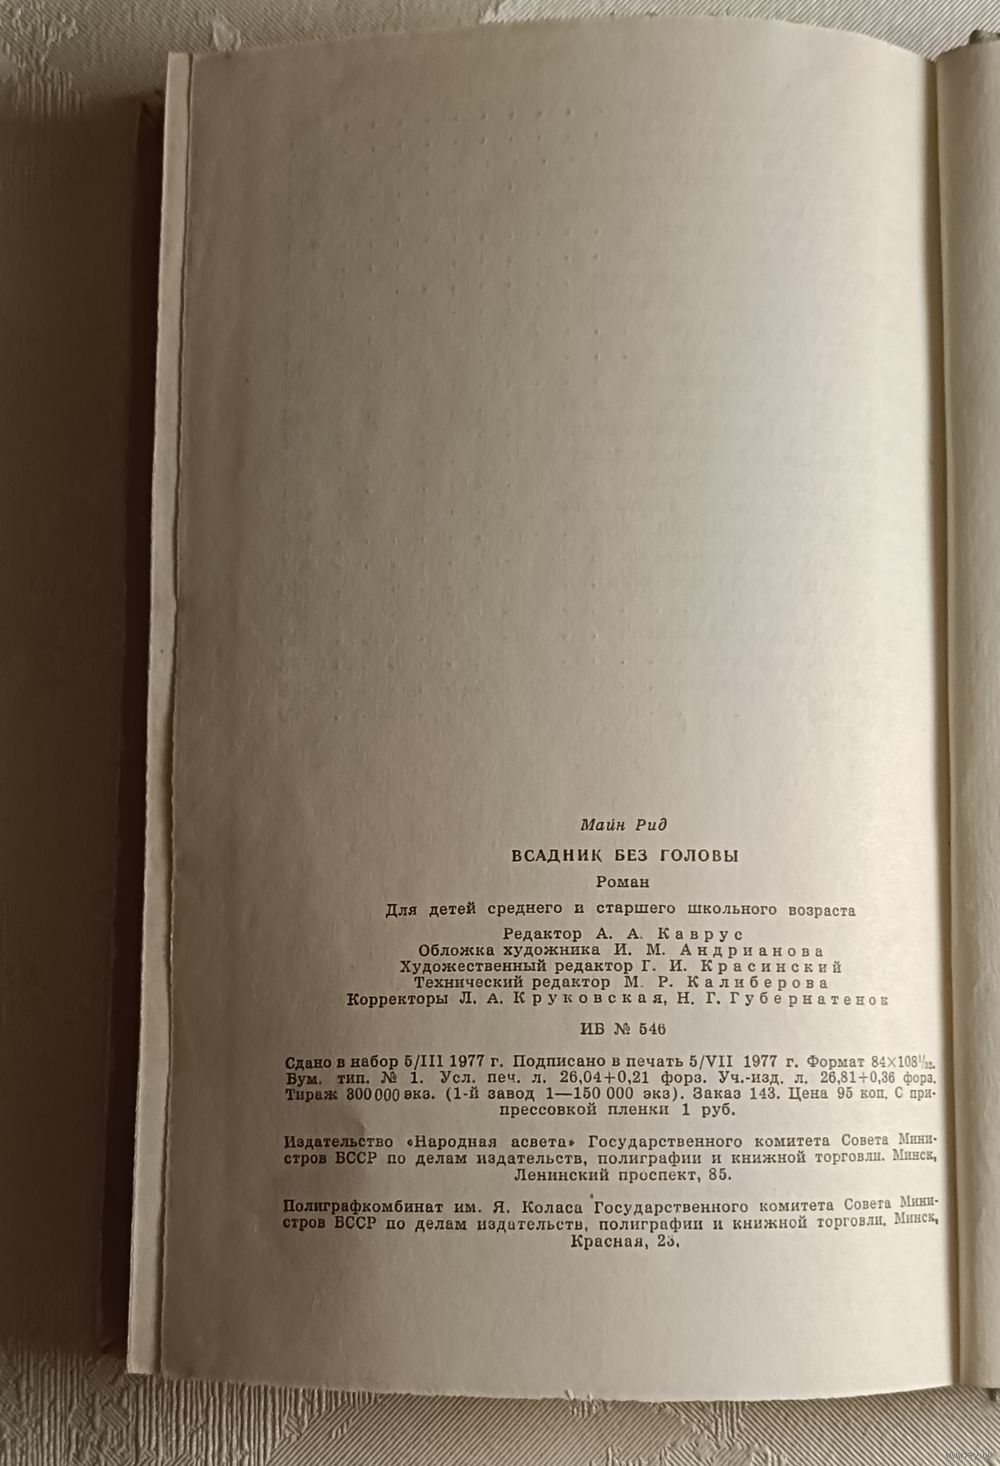 Майн Рид
ВСАДНИК БЕЗ ГОЛОВЫ
Роман
Для детей среднего и старшего школьного возраста
Редактор А. А. Каврус
Обложка художника И. М. Андрианова
Художественный редактор Г. И. Красинский
Технический редактор М. Р. Калиберова
Корректоры Л. А. Круковская, Н. Г. Губернатенок
ИБ № 546
Сдано в набор 5/III 1977 г. Подписано в печать 5/VII 1977 г. Формат 84×108¹/₃₂.
Бум. тип. № 1. Усл. печ. л. 26,04+0,21 форз. Уч.-изд. л. 26,81+0,36 форз.
Тираж 300 000 экз. (1-й завод 1—150 000 экз). Заказ 143. Цена 95 коп. С при-
прессовкой пленки 1 руб.
Издательство «Народная асвета» Государственного комитета Совета Мини-
стров БССР по делам издательств, полиграфии и книжной торговли. Минск,
Ленинский проспект, 85.
Полиграфкомбинат им. Я. Коласа Государственного комитета Совета Мини-
стров БССР по делам издательств, полиграфии и книжной торговли. Минск,
Красная, 23.